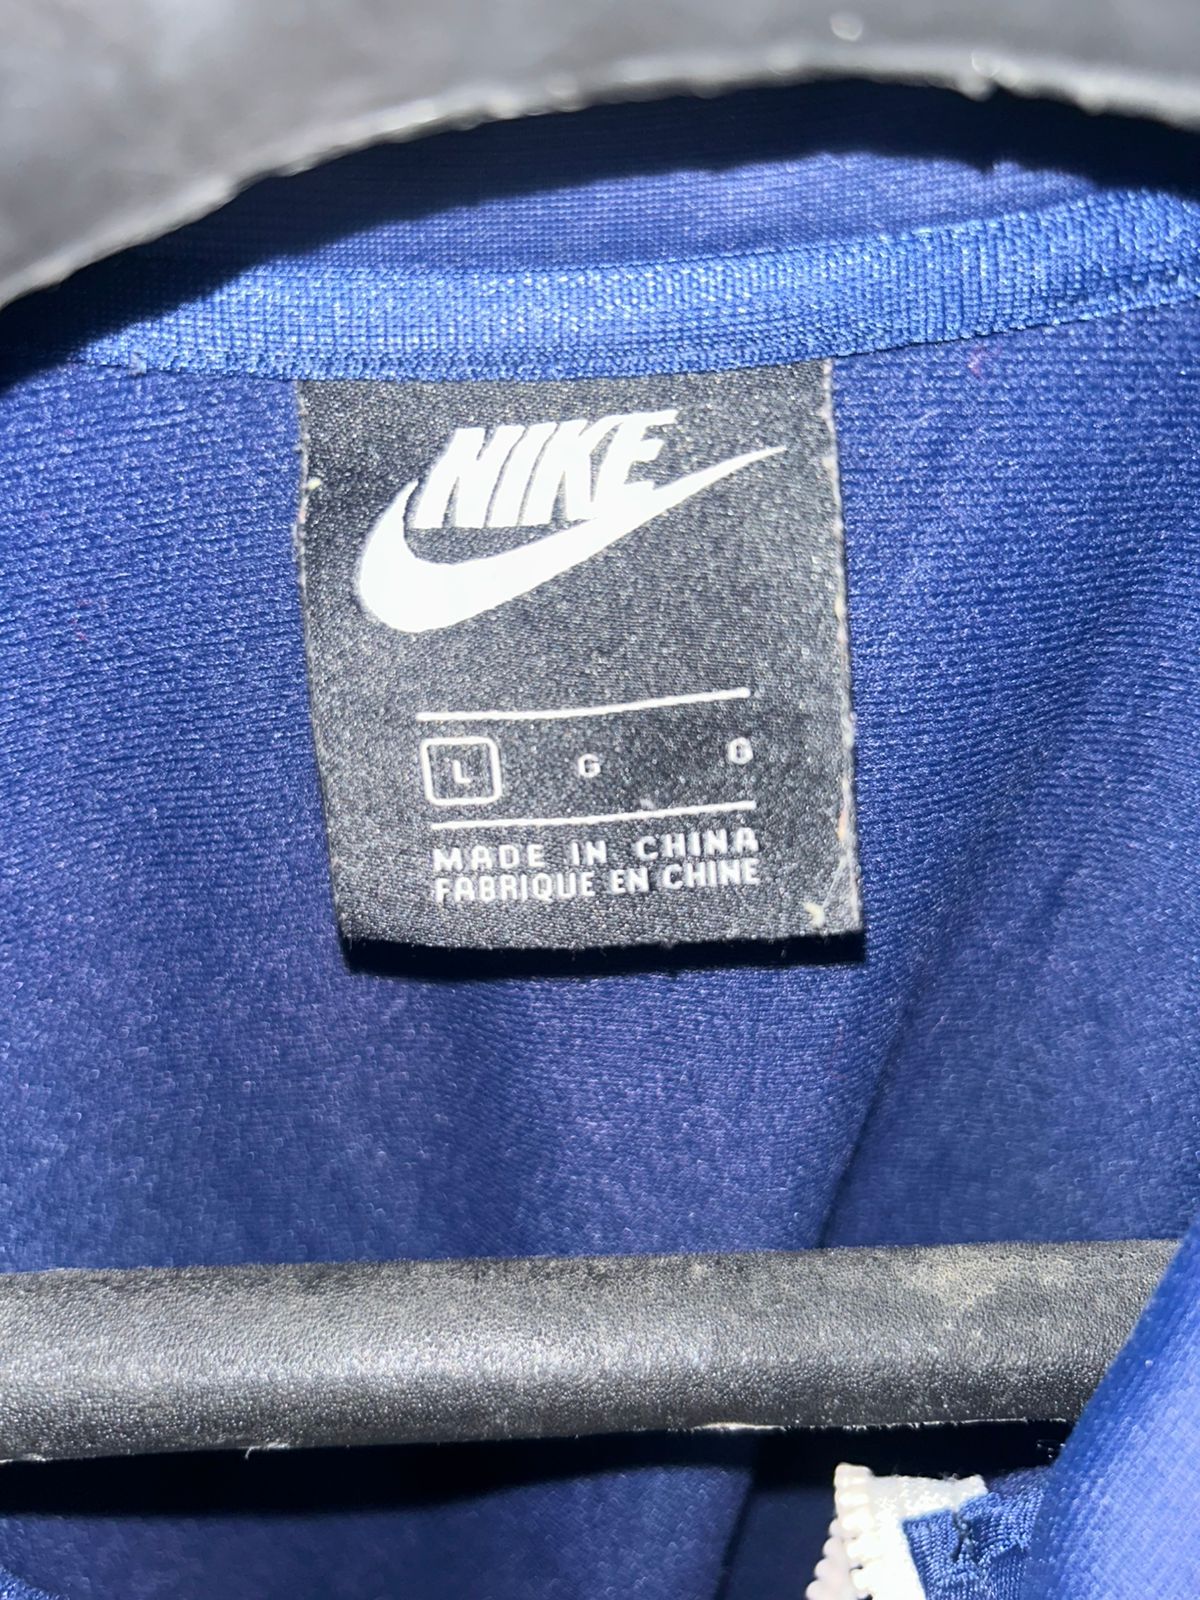 NIKE
L G G
MADE IN CHINA
FABRIQUE EN CHINE